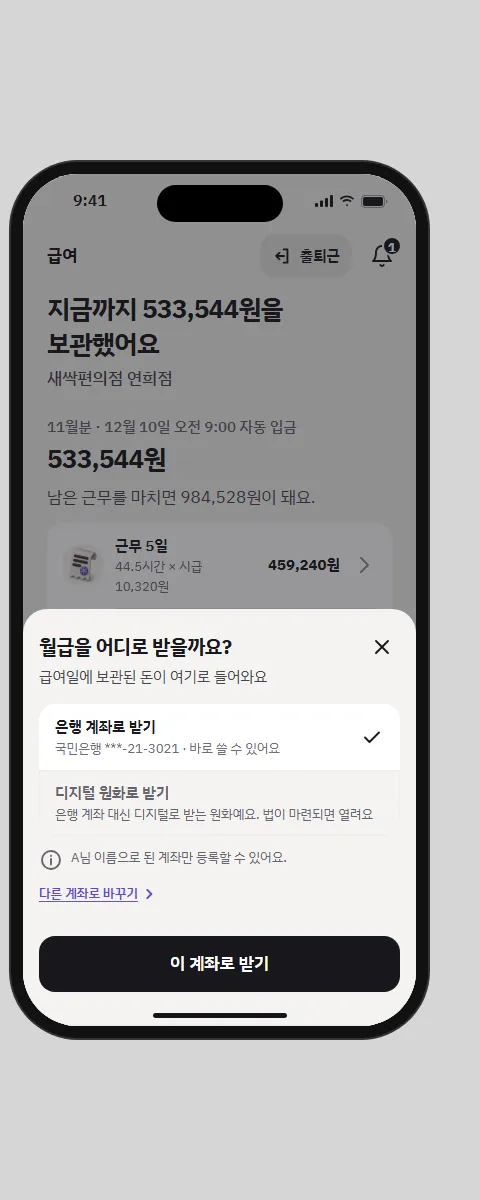 9:41
급여
출퇴근
1
지금까지 533,544원을
보관했어요
새싹편의점 연희점
11월분 · 12월 10일 오전 9:00 자동 입금
533,544원
남은 근무를 마치면 984,528원이 돼요.
근무 5일
44.5시간 × 시급
10,320원
459,240원
월급을 어디로 받을까요?
급여일에 보관된 돈이 여기로 들어와요
은행 계좌로 받기
국민은행 ***-21-3021 · 바로 쓸 수 있어요
디지털 원화로 받기
은행 계좌 대신 디지털로 받는 원화예요. 법이 마련되면 열려요
A님 이름으로 된 계좌만 등록할 수 있어요.
다른 계좌로 바꾸기
이 계좌로 받기